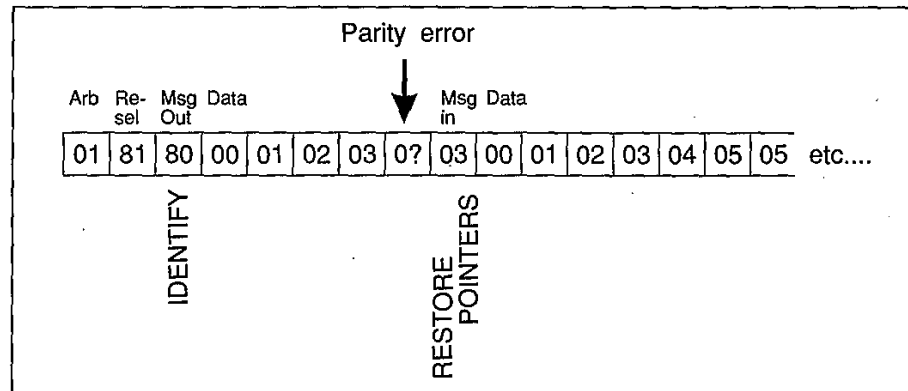 Parity error
Arb Re-sel Msg Out Data Msg in Data
01 81 80 00 01 02 03 0? 03 00 01 02 03 04 05 05 etc....
IDENTIFY
RESTORE
POINTERS